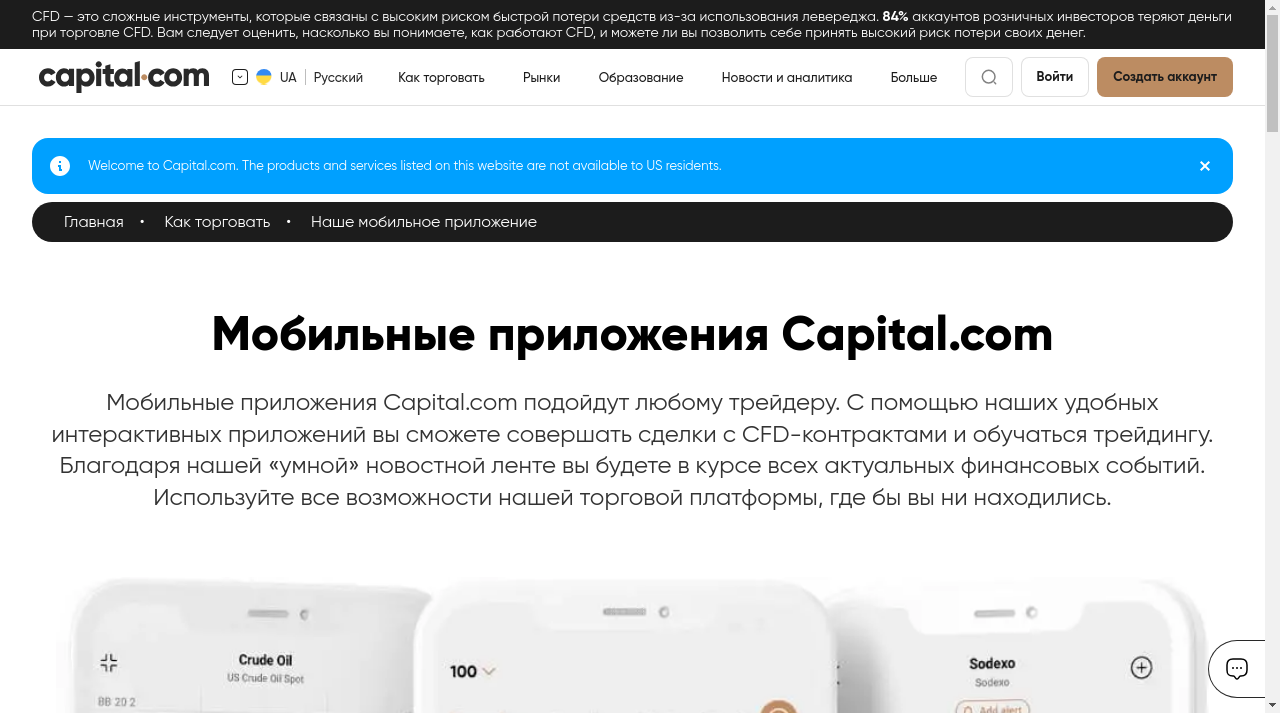 CFD — это сложные инструменты, которые связаны с высоким риском быстрой потери средств из-за использования левереджа. 84% аккаунтов розничных инвесторов теряют деньги
при торговле CFD. Вам следует оценить, насколько вы понимаете, как работают CFD, и можете ли вы позволить себе принять высокий риск потери своих денег.
capital.com UA Русский Как торговать Рынки Образование Новости и аналитика Больше Войти Создать аккаунт
Welcome to Capital.com. The products and services listed on this website are not available to US residents.
Главная • Как торговать • Наше мобильное приложение
Мобильные приложения Capital.com
Мобильные приложения Capital.com подойдут любому трейдеру. С помощью наших удобных
интерактивных приложений вы сможете совершать сделки с CFD-контрактами и обучаться трейдингу.
Благодаря нашей «умной» новостной ленте вы будете в курсе всех актуальных финансовых событий.
Используйте все возможности нашей торговой платформы, где бы вы ни находились.
Crude Oil
US Crude Oil Spot
BB 20 2
100
Sodexo
Sodexo
Add alert